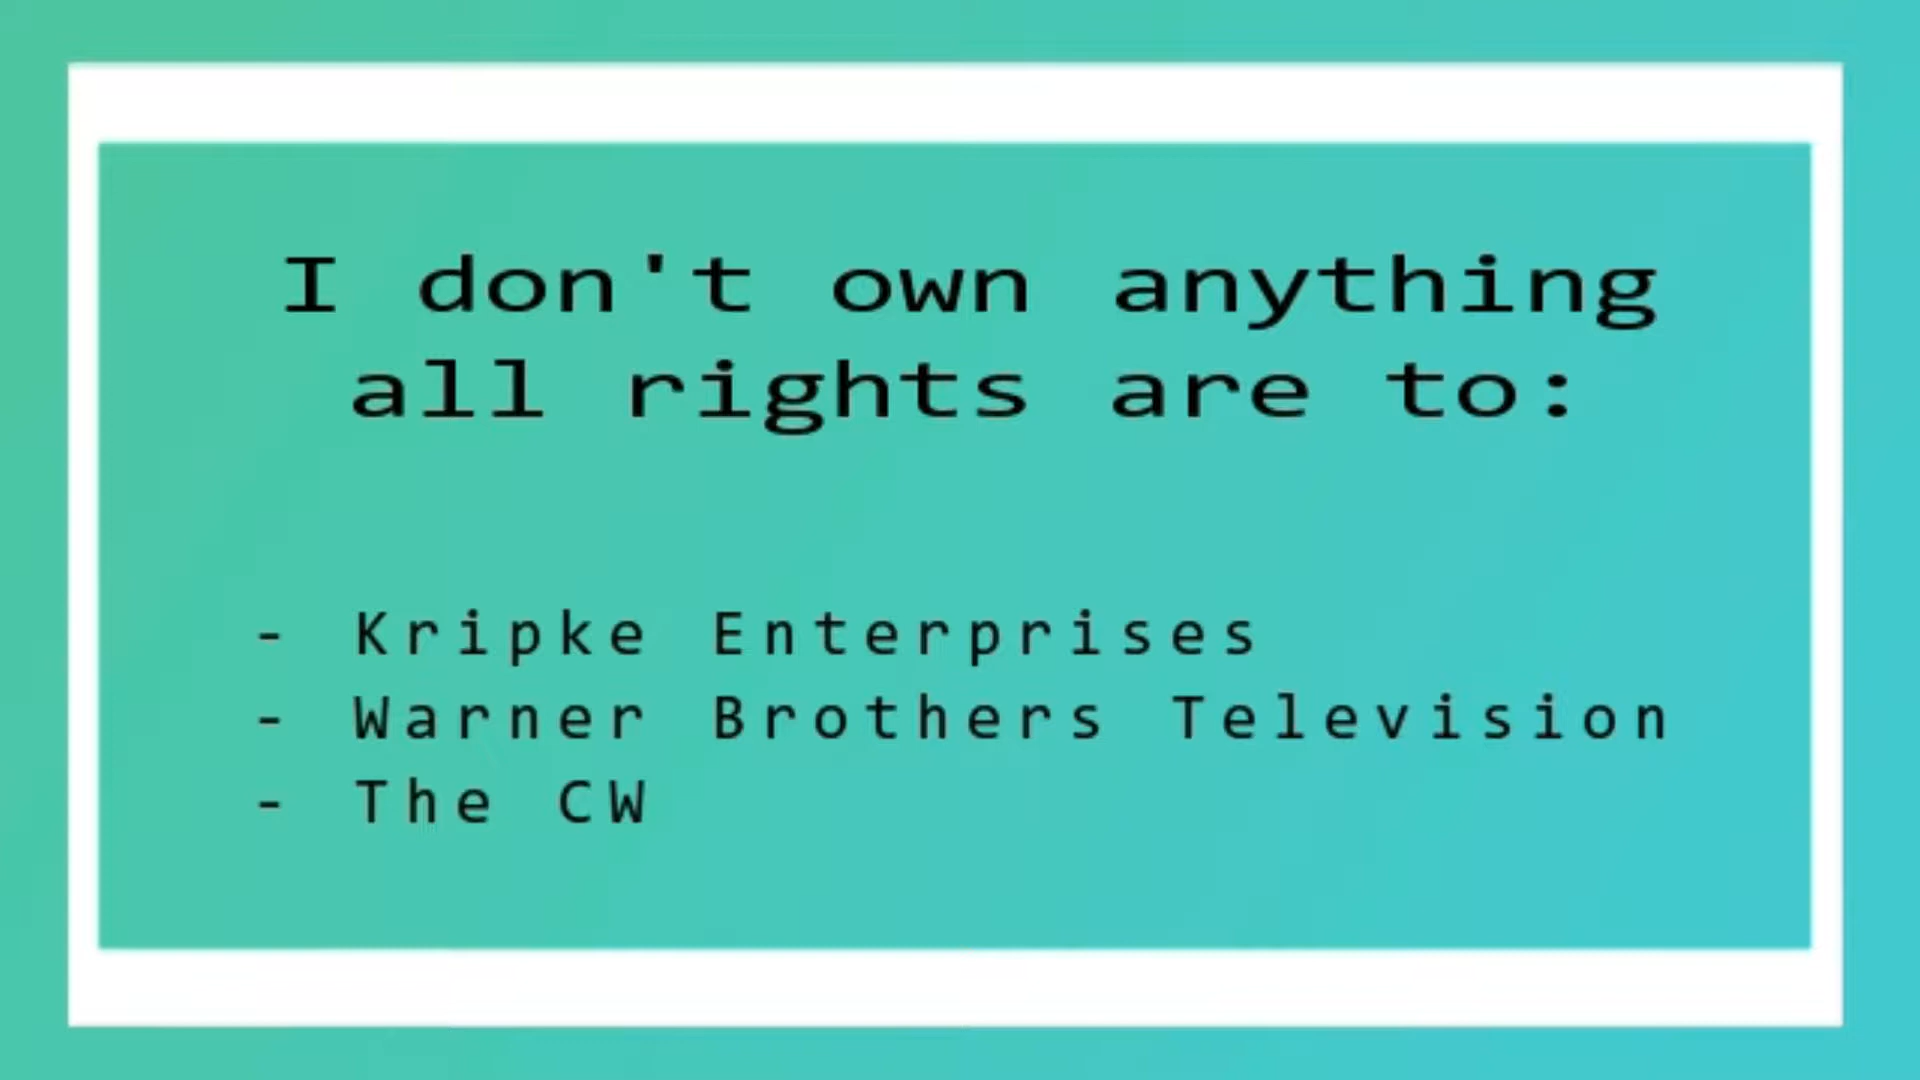 I don't own anything
all rights are to:
- Kripke Enterprises
- Warner Brothers Television
- The CW